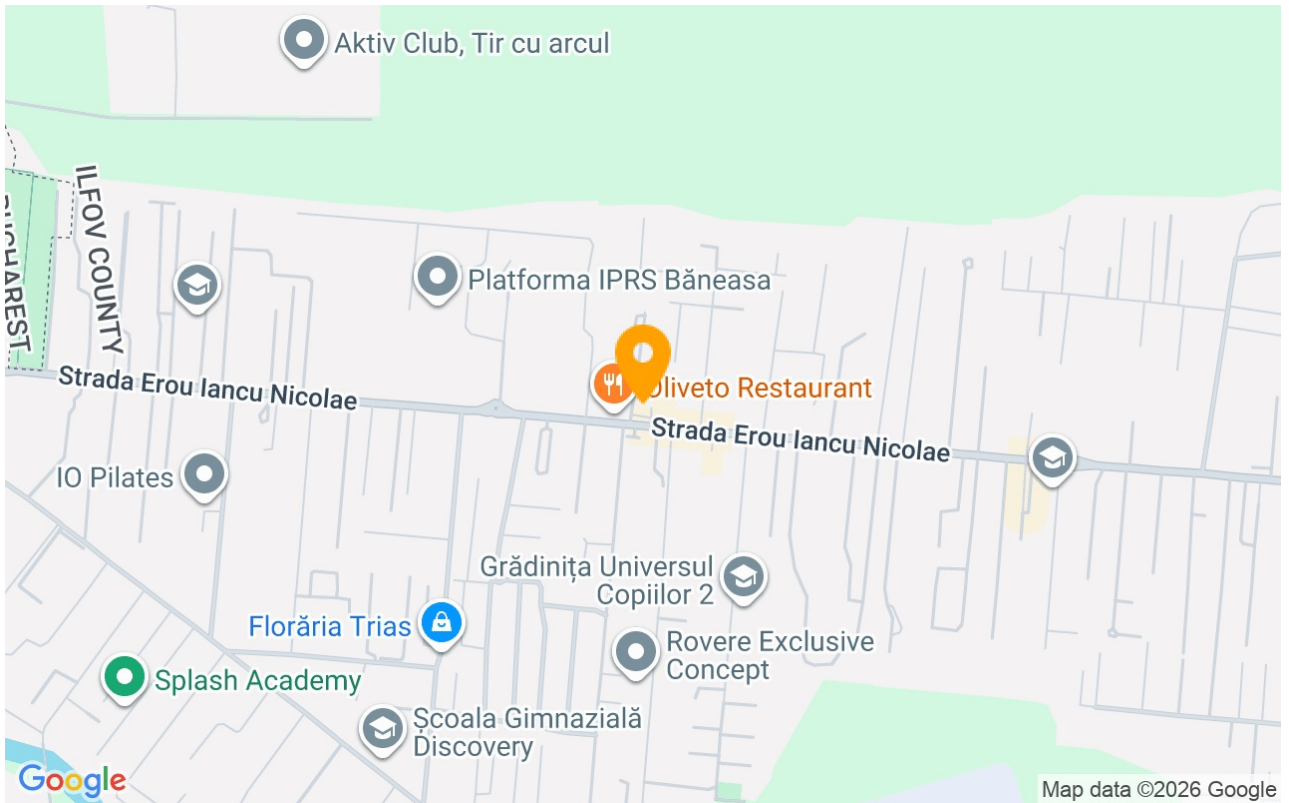 Aktiv Club, Tir cu arcul
ILFOV COUNTY
BUCHAREST
Platforma IPRS Băneasa
Strada Erou Iancu Nicolae
Oliveto Restaurant
Strada Erou Iancu Nicolae
IO Pilates
Grădinița Universul
Copiilor 2
Florăria Trias
Rovere Exclusive
Concept
Splash Academy
Școala Gimnazială
Discovery
Google
Map data ©2026 Google